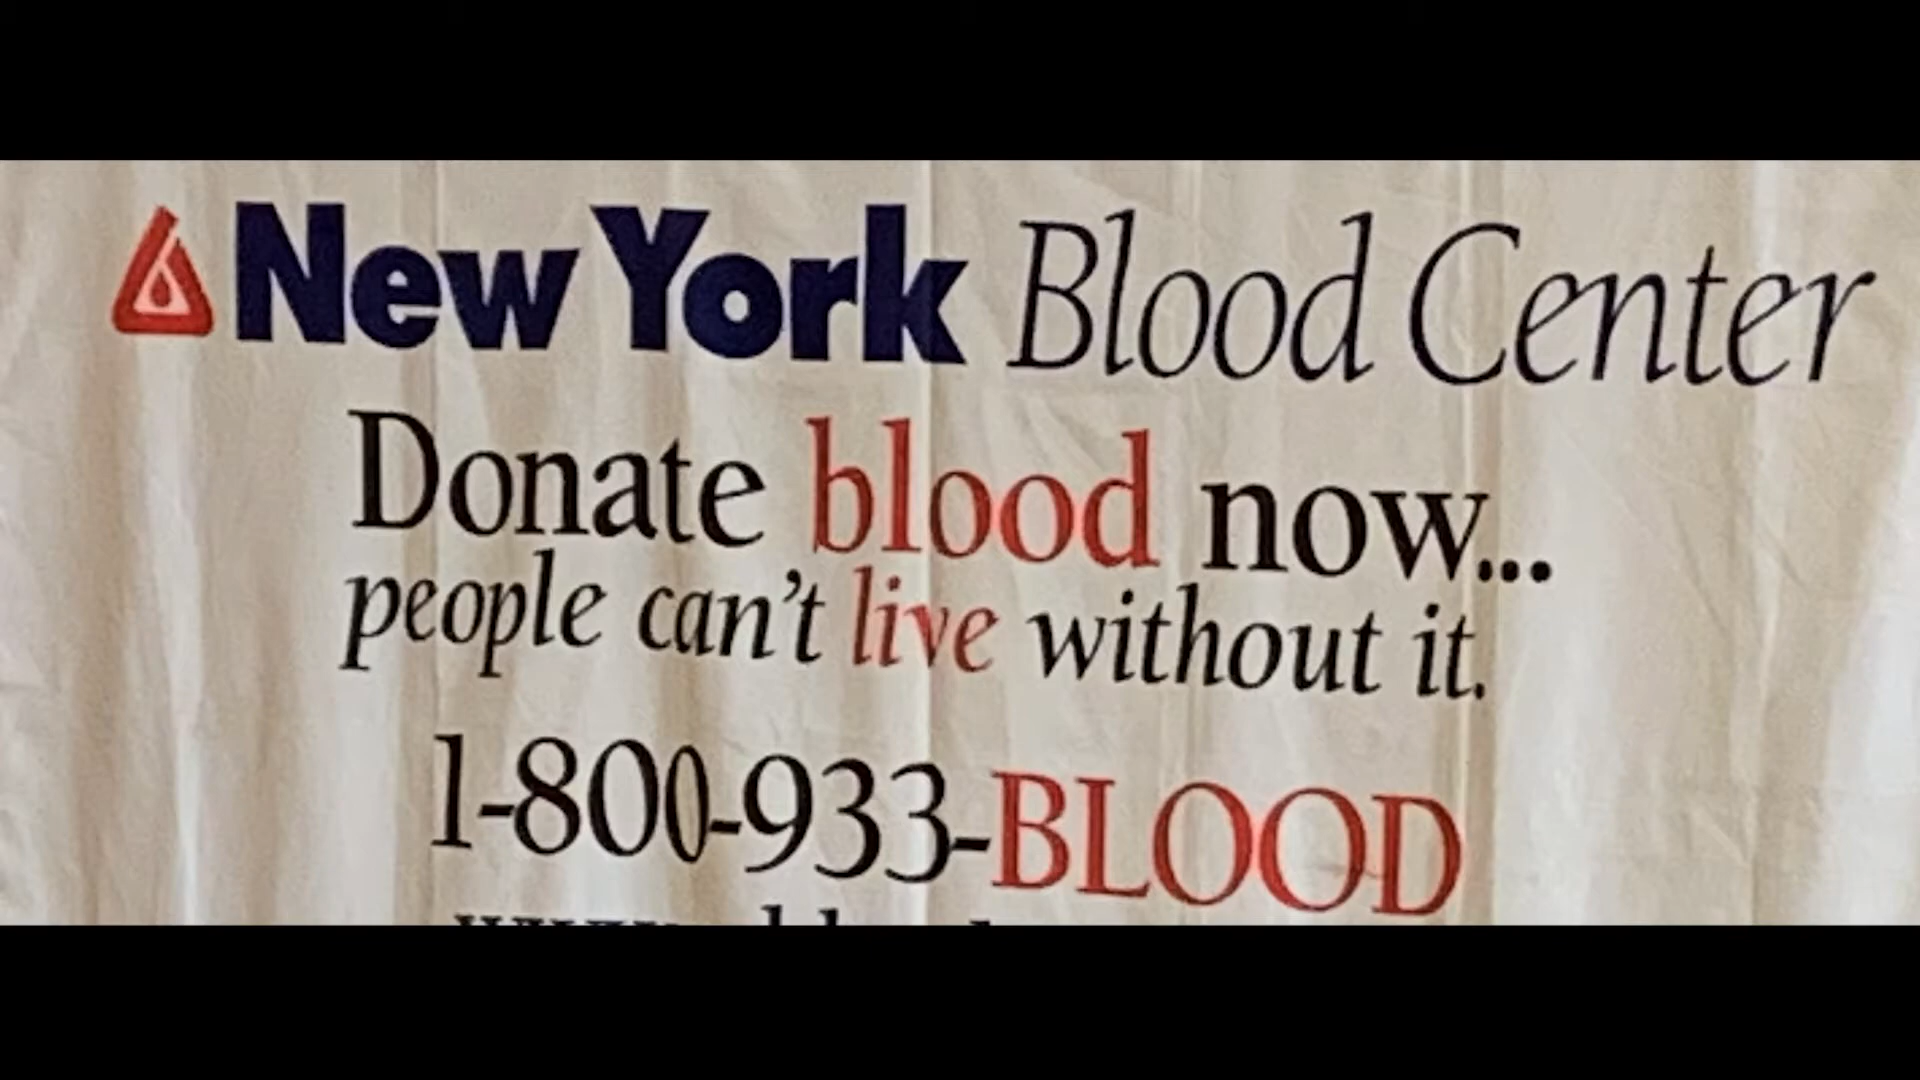 New York Blood Center
Donate blood now...
people can't live without it.
1-800-933-BLOOD